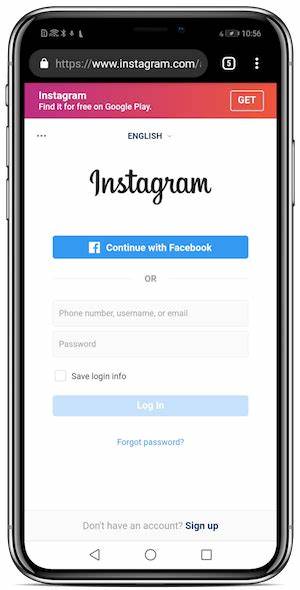 10:56
https://www.instagram.com/
5
Instagram
Find it for free on Google Play.
GET
ENGLISH
Instagram
Continue with Facebook
OR
Phone number, username, or email
Password
Save login info
Log In
Forgot password?
Don't have an account? Sign up